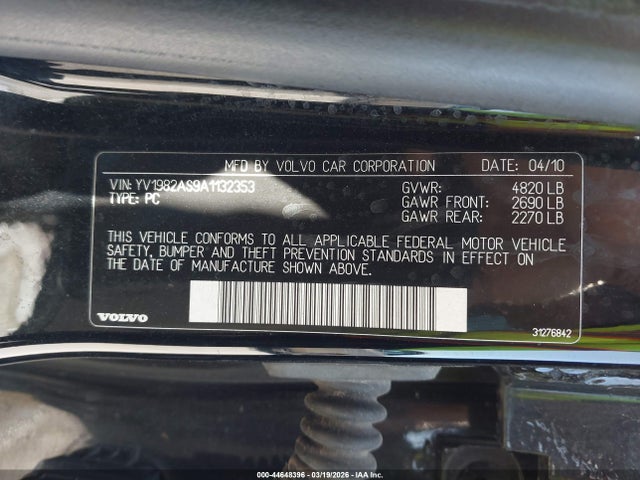 MFD BY VOLVO CAR CORPORATION DATE: 04/10
VIN: YV1982AS9A1132353 GVWR: 4820 LB
TYPE: PC GAWR FRONT: 2690 LB
GAWR REAR: 2270 LB
THIS VEHICLE CONFORMS TO ALL APPLICABLE FEDERAL MOTOR VEHICLE
SAFETY, BUMPER AND THEFT PREVENTION STANDARDS IN EFFECT ON
THE DATE OF MANUFACTURE SHOWN ABOVE.
VOLVO 31276842
000-44648396 - 03/19/2026 - IAAI.COM